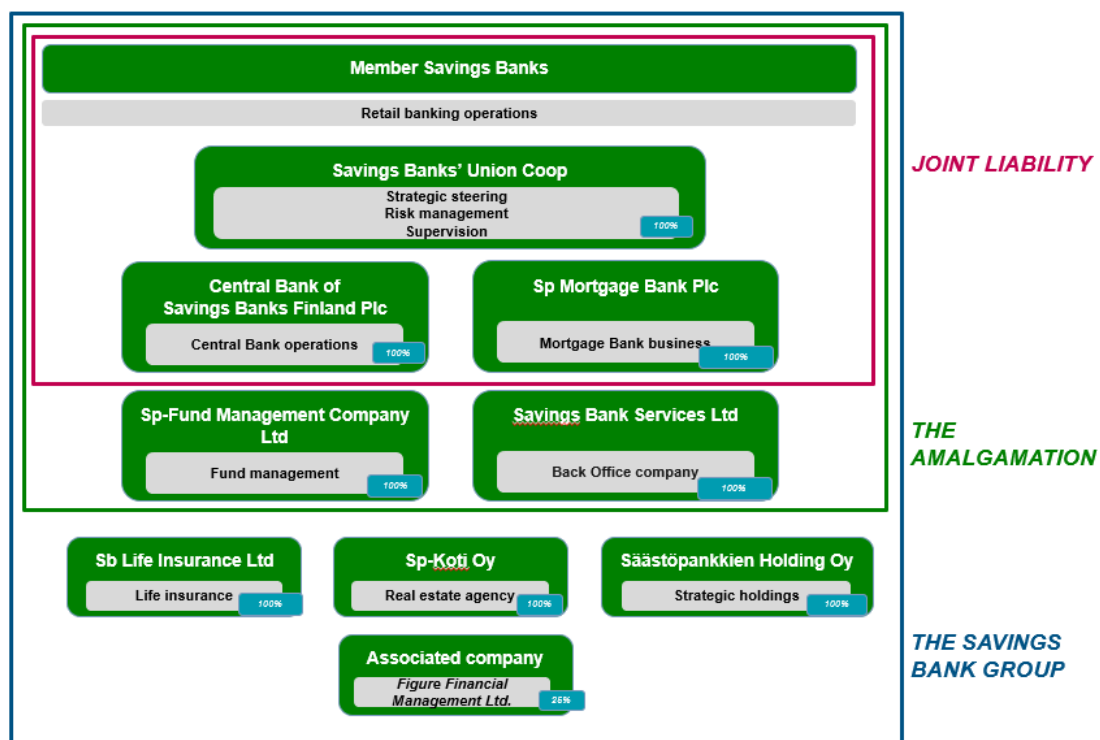 Member Savings Banks
Retail banking operations
JOINT LIABILITY
Savings Banks' Union Coop
Strategic steering
Risk management
Supervision
100%
Central Bank of
Savings Banks Finland Plc
Central Bank operations
100%
Sp Mortgage Bank Plc
Mortgage Bank business
100%
Sp-Fund Management Company
Ltd
Fund management
100%
Savings Bank Services Ltd
Back Office company
100%
THE
AMALGAMATION
Sb Life Insurance Ltd
Life insurance
100%
Sp-Koti Oy
Real estate agency
100%
Säästöpankkien Holding Oy
Strategic holdings
100%
Associated company
Figure Financial
Management Ltd.
25%
THE SAVINGS
BANK GROUP